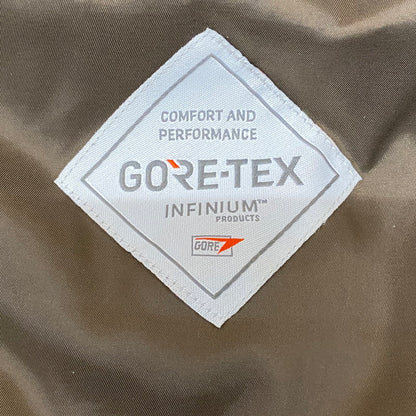 COMFORT AND
PERFORMANCE
GORE-TEX
INFINIUM™
PRODUCTS
GORE